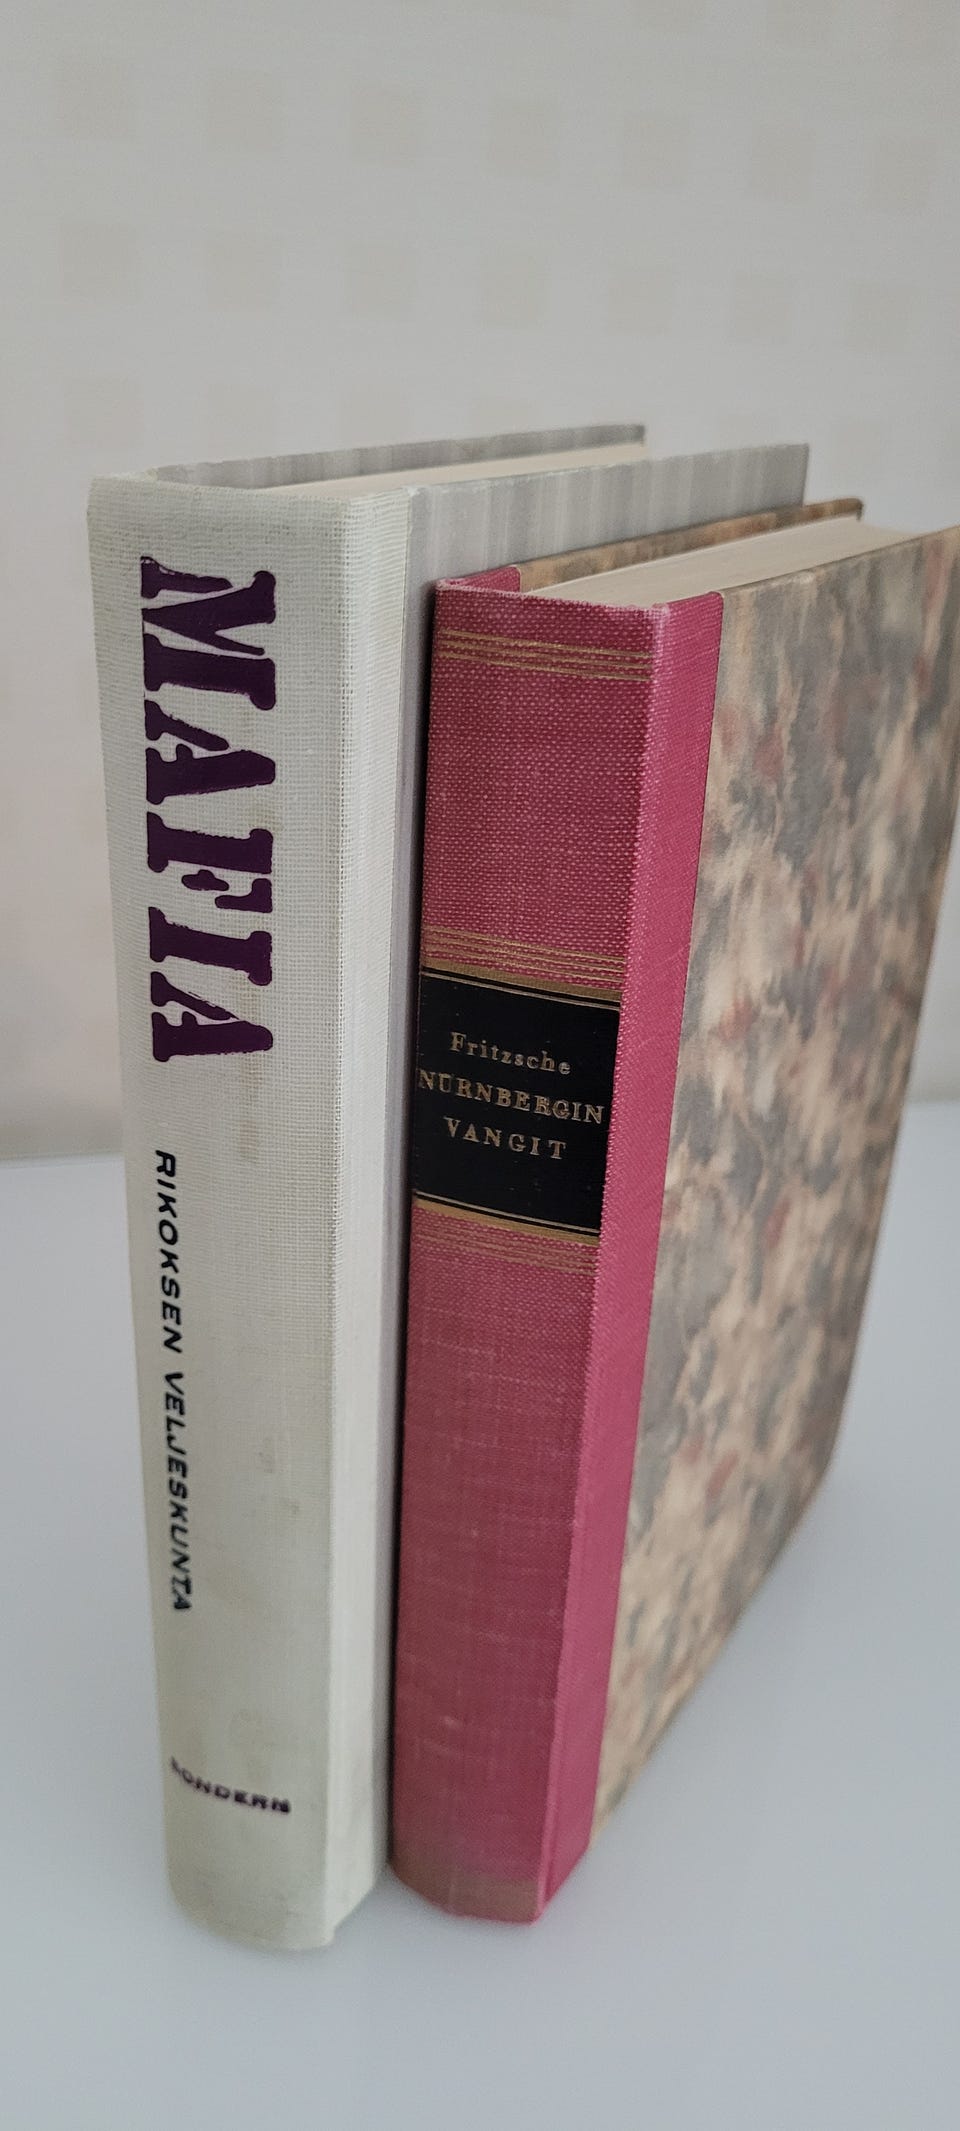 MAFIA
RIKOKSEN VELJESKUNTA
SONDERN
Fritzsche
NÜRNBERGIN
VANGIT